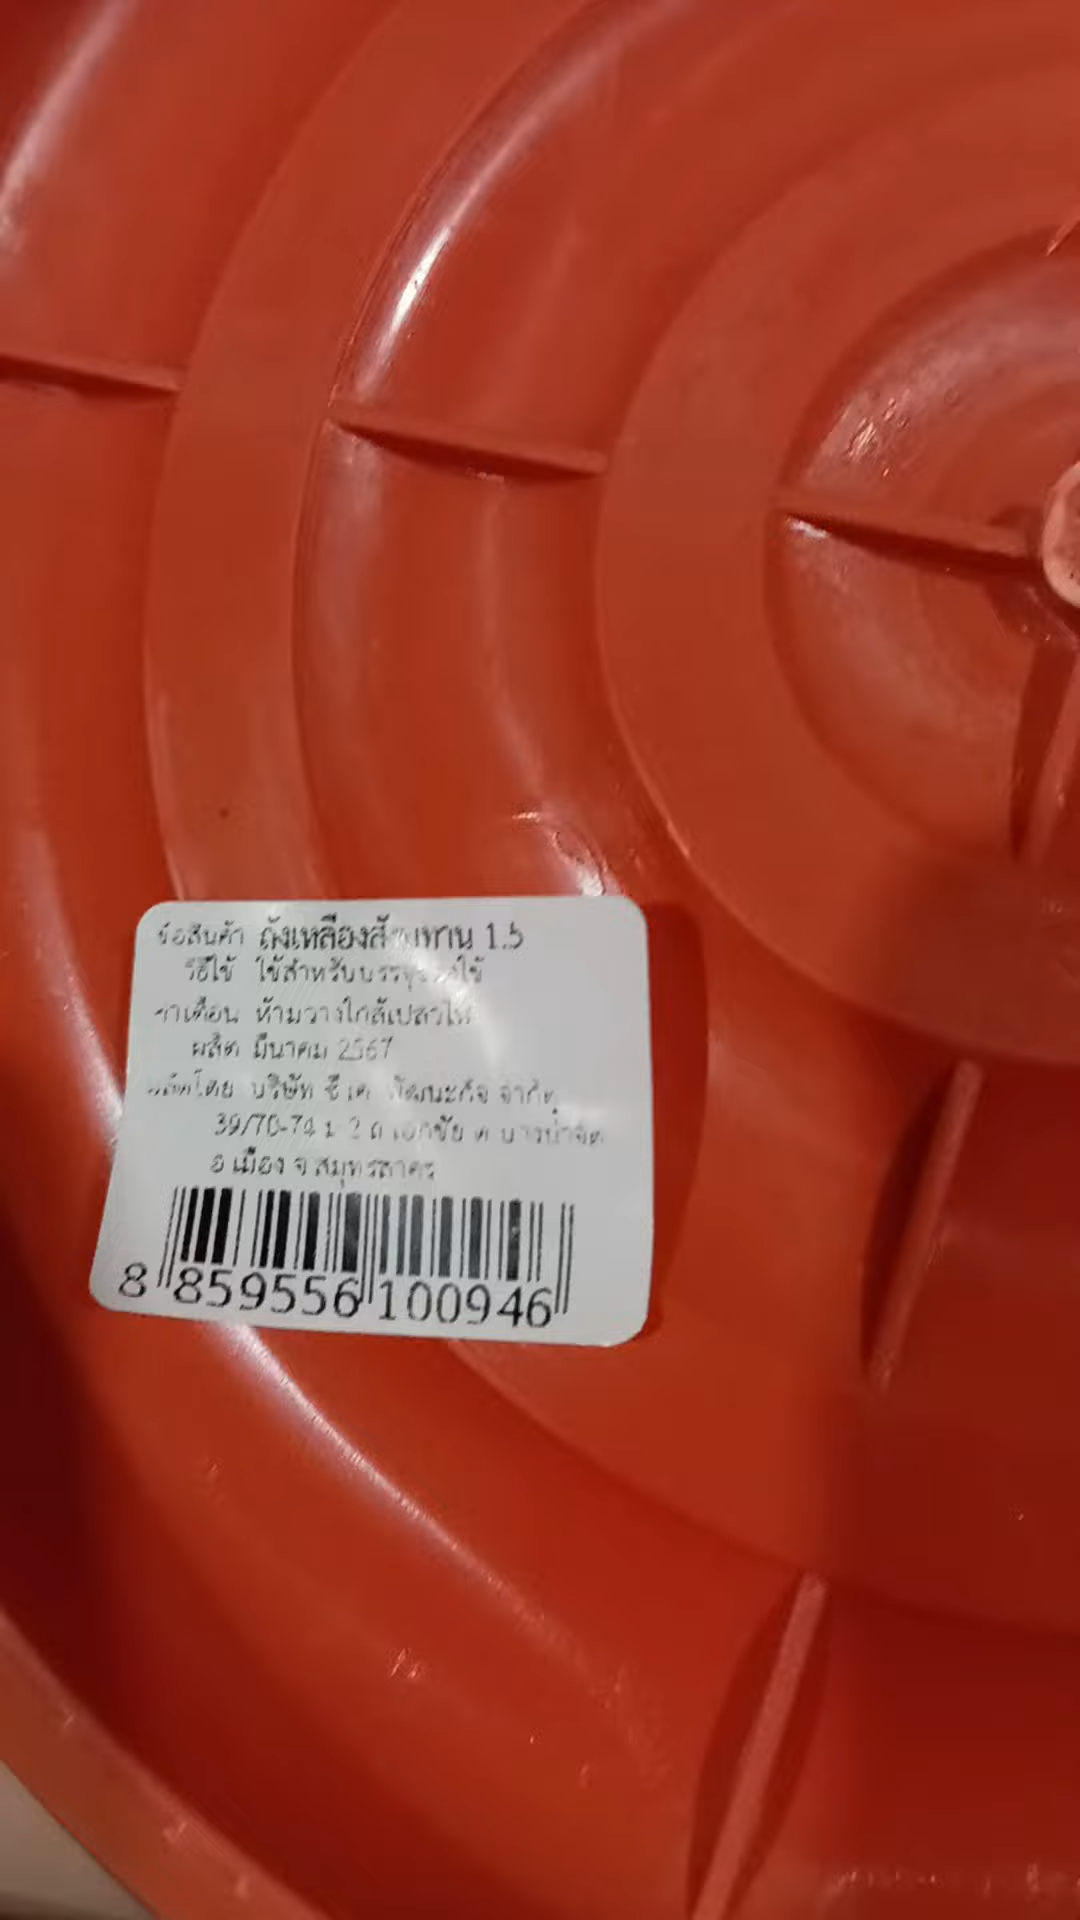 ชื่อสินค้า ถังเหลืองส้มทาน 1.5
วิธีใช้ ใช้สำหรับบรรจุของใช้
คำเตือน ห้ามวางใกล้เปลวไฟ
ผลิต มีนาคม 2567
ผลิตโดย บริษัท ซี เค พัฒนะกิจ จำกัด
39/70-74 ม 2 ถ เอกชัย ต บางน้ำจืด
อ เมือง จ สมุทรสาคร
8 859556 100946